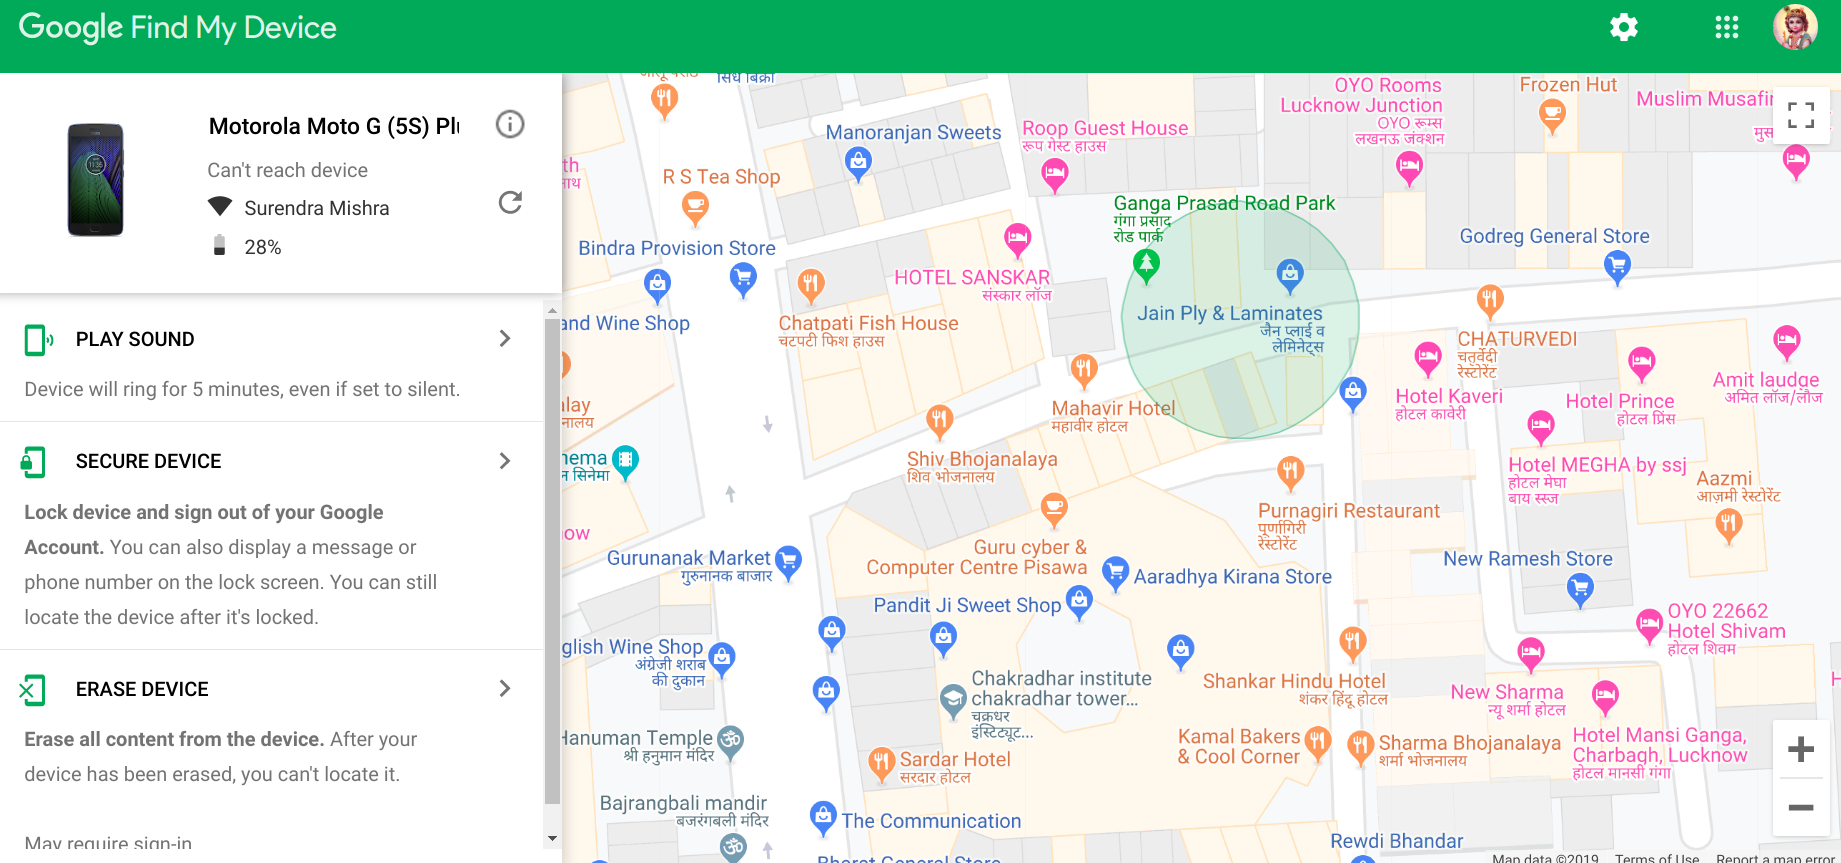 Google Find My Device
Motorola Moto G (5S) Pl
Can't reach device
Surendra Mishra
28%
PLAY SOUND
Device will ring for 5 minutes, even if set to silent.
SECURE DEVICE
Lock device and sign out of your Google
Account. You can also display a message or
phone number on the lock screen. You can still
locate the device after it's locked.
ERASE DEVICE
Erase all content from the device. After your
device has been erased, you can't locate it.
May require sign-in
Manoranjan Sweets
R S Tea Shop
Bindra Provision Store
and Wine Shop
Chatpati Fish House
चटपटी फिश हाउस
Roop Guest House
रूप गेस्ट हाउस
HOTEL SANSKAR
संस्कार लॉज
OYO Rooms
Lucknow Junction
OYO रूम्स
लखनऊ जंक्शन
Frozen Hut
Muslim Musafir
Ganga Prasad Road Park
गंगा प्रसाद
रोड पार्क
Jain Ply & Laminates
जैन प्लाई व
लेमिनेट्स
Godreg General Store
CHATURVEDI
चतुर्वेदी
रेस्टोरेंट
Mahavir Hotel
महावीर होटल
Hotel Kaveri
होटल कावेरी
Hotel Prince
होटल प्रिंस
Amit laudge
अमित लॉज/लौज
Shiv Bhojanalaya
शिव भोजनालय
Hotel MEGHA by ssj
होटल मेघा
बाय स्स्ज
Aazmi
आज़मी रेस्टोरेंट
Purnagiri Restaurant
पूर्णागिरी
रेस्टोरेंट
Gurunanak Market
गुरुनानक बाजार
Guru cyber &
Computer Centre Pisawa
Aaradhya Kirana Store
Pandit Ji Sweet Shop
New Ramesh Store
OYO 22662
Hotel Shivam
होटल शिवम
glish Wine Shop
अंग्रेजी शराब
की दुकान
Chakradhar institute
chakradhar tower...
चक्रधर
इंस्टिट्यूट...
Shankar Hindu Hotel
शंकर हिंदू होटल
New Sharma
न्यू शर्मा होटल
Hanuman Temple
श्री हनुमान मंदिर
Sardar Hotel
सरदार होटल
Kamal Bakers
& Cool Corner
Sharma Bhojanalaya
शर्मा भोजनालय
Hotel Mansi Ganga,
Charbagh, Lucknow
होटल मानसी गंगा
Bajrangbali mandir
बजरंगबली मंदिर
The Communication
Rewdi Bhandar
Bharat General Store
Map data ©2019 Terms of Use Report a map error